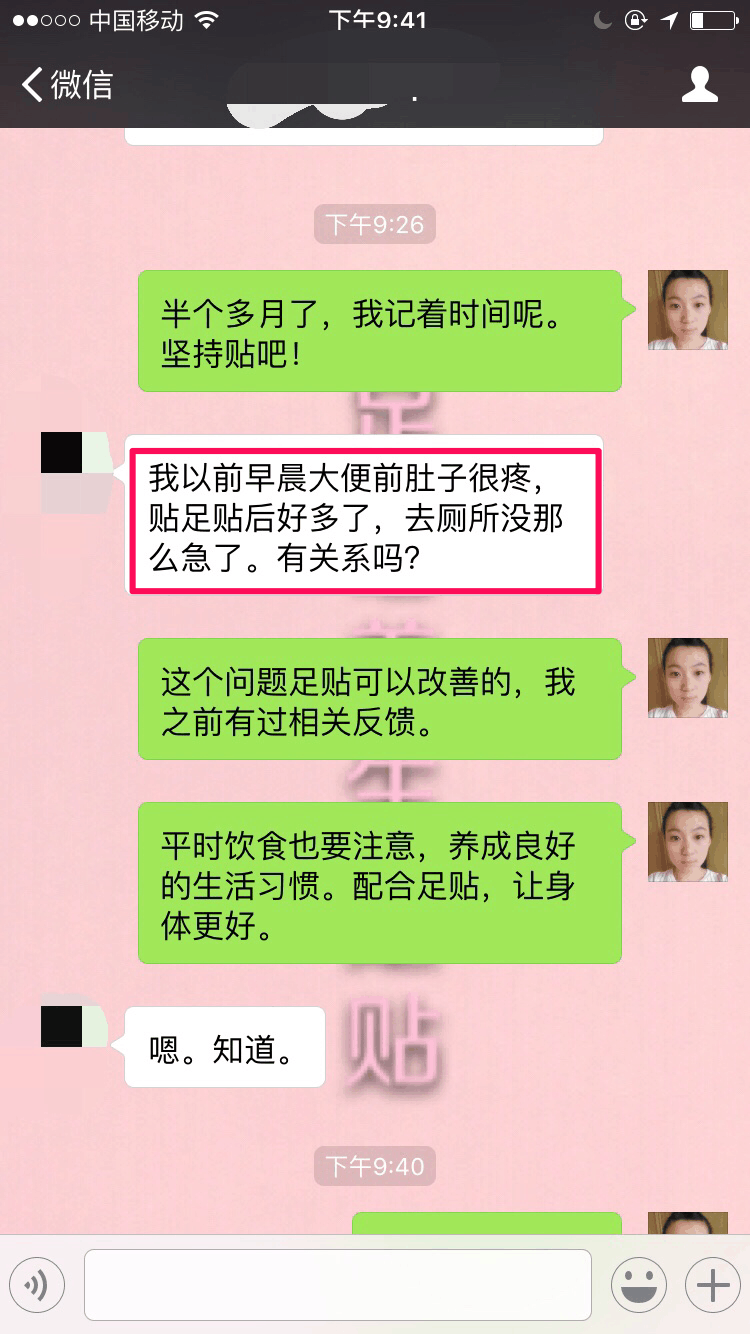 中国移动 下午9:41
微信
下午9:26
半个多月了，我记着时间呢。
坚持贴吧！
我以前早晨大便前肚子很疼，
贴足贴后好多了，去厕所没那
么急了。有关系吗？
这个问题足贴可以改善的，我
之前有过相关反馈。
平时饮食也要注意，养成良好
的生活习惯。配合足贴，让身
体更好。
嗯。知道。
贴
下午9:40